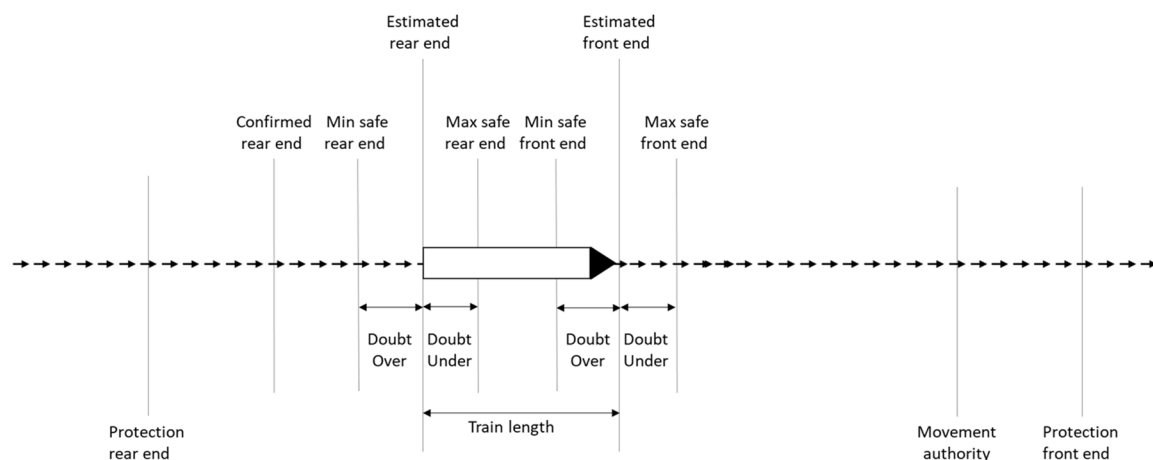 Estimated
rear end
Estimated
front end
Confirmed
rear end
Min safe
rear end
Max safe
rear end
Min safe
front end
Max safe
front end
Doubt
Over
Doubt
Under
Doubt
Over
Doubt
Under
Train length
Protection
rear end
Movement
authority
Protection
front end